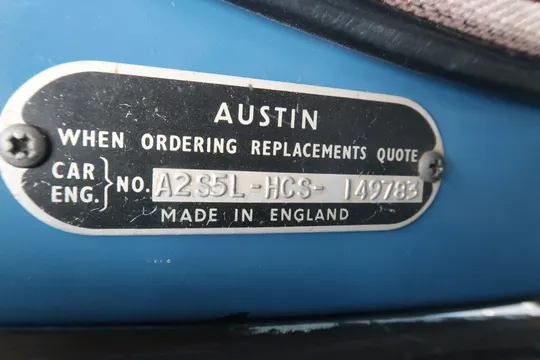 AUSTIN
WHEN ORDERING REPLACEMENTS QUOTE
CAR
ENG. } NO. A2S5L-HCS- 149783
MADE IN ENGLAND